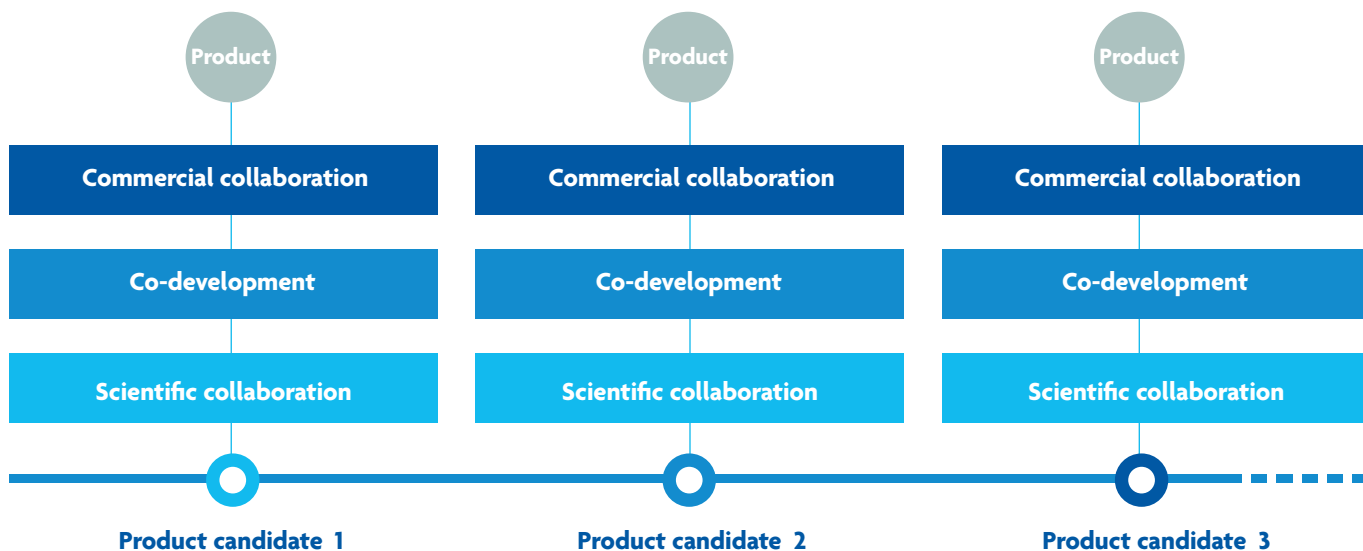 Product
Product
Product
Commercial collaboration
Commercial collaboration
Commercial collaboration
Co-development
Co-development
Co-development
Scientific collaboration
Scientific collaboration
Scientific collaboration
Product candidate 1
Product candidate 2
Product candidate 3